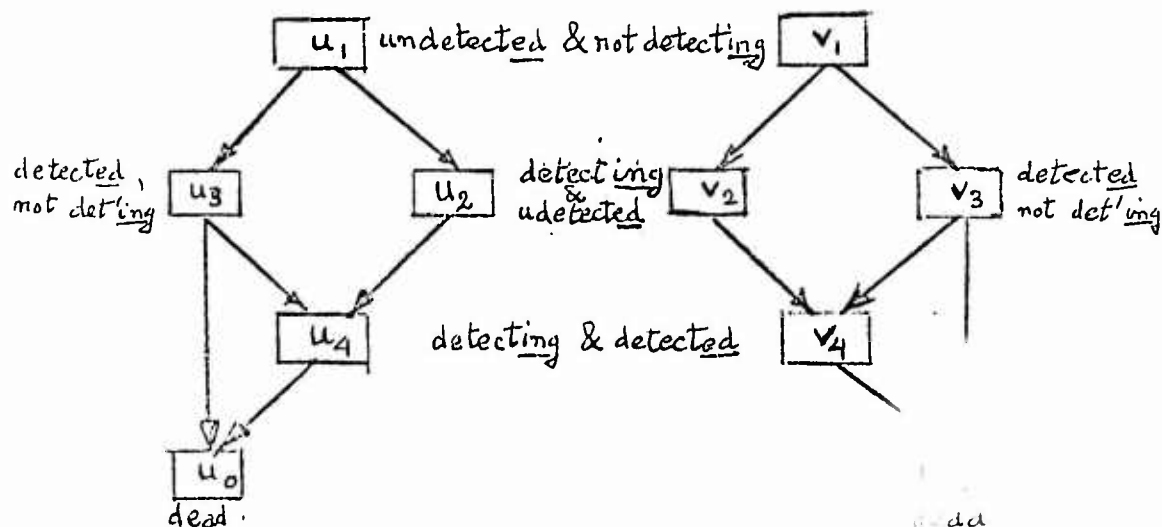 u1 undetected & not detecting v1
detected, not det'ing
u3
u2
detecting & udetected
v2
v3
detected not det'ing
u4 detecting & detected v4
u0
dead.